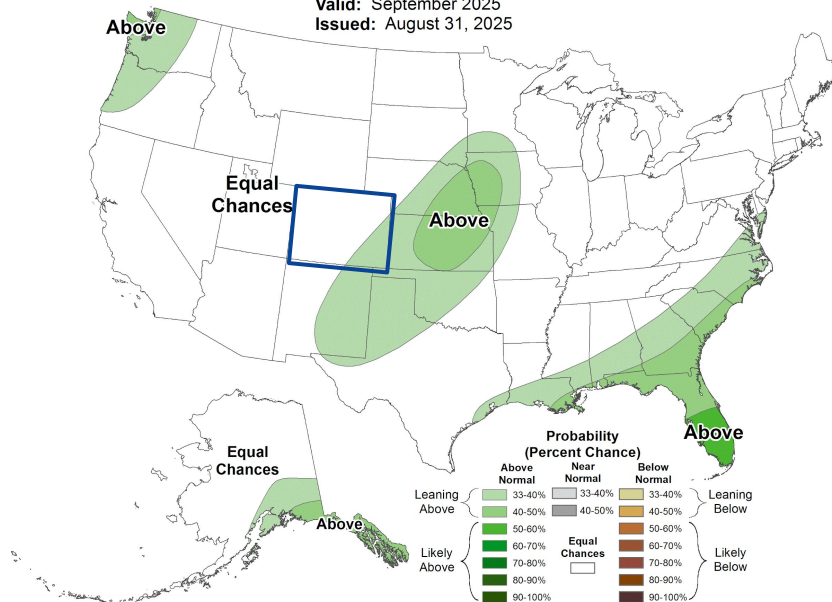 Valid: September 2025
Issued: August 31, 2025
Above
Equal
Chances
Above
Above
Equal
Chances
Above
Probability
(Percent Chance)
Above
Normal
Near
Normal
Below
Normal
Leaning
Above
33-40%
33-40%
33-40%
Leaning
Below
40-50%
40-50%
40-50%
Likely
Above
50-60%
Equal
Chances
50-60%
Likely
Below
60-70%
60-70%
70-80%
70-80%
80-90%
80-90%
90-100%
90-100%